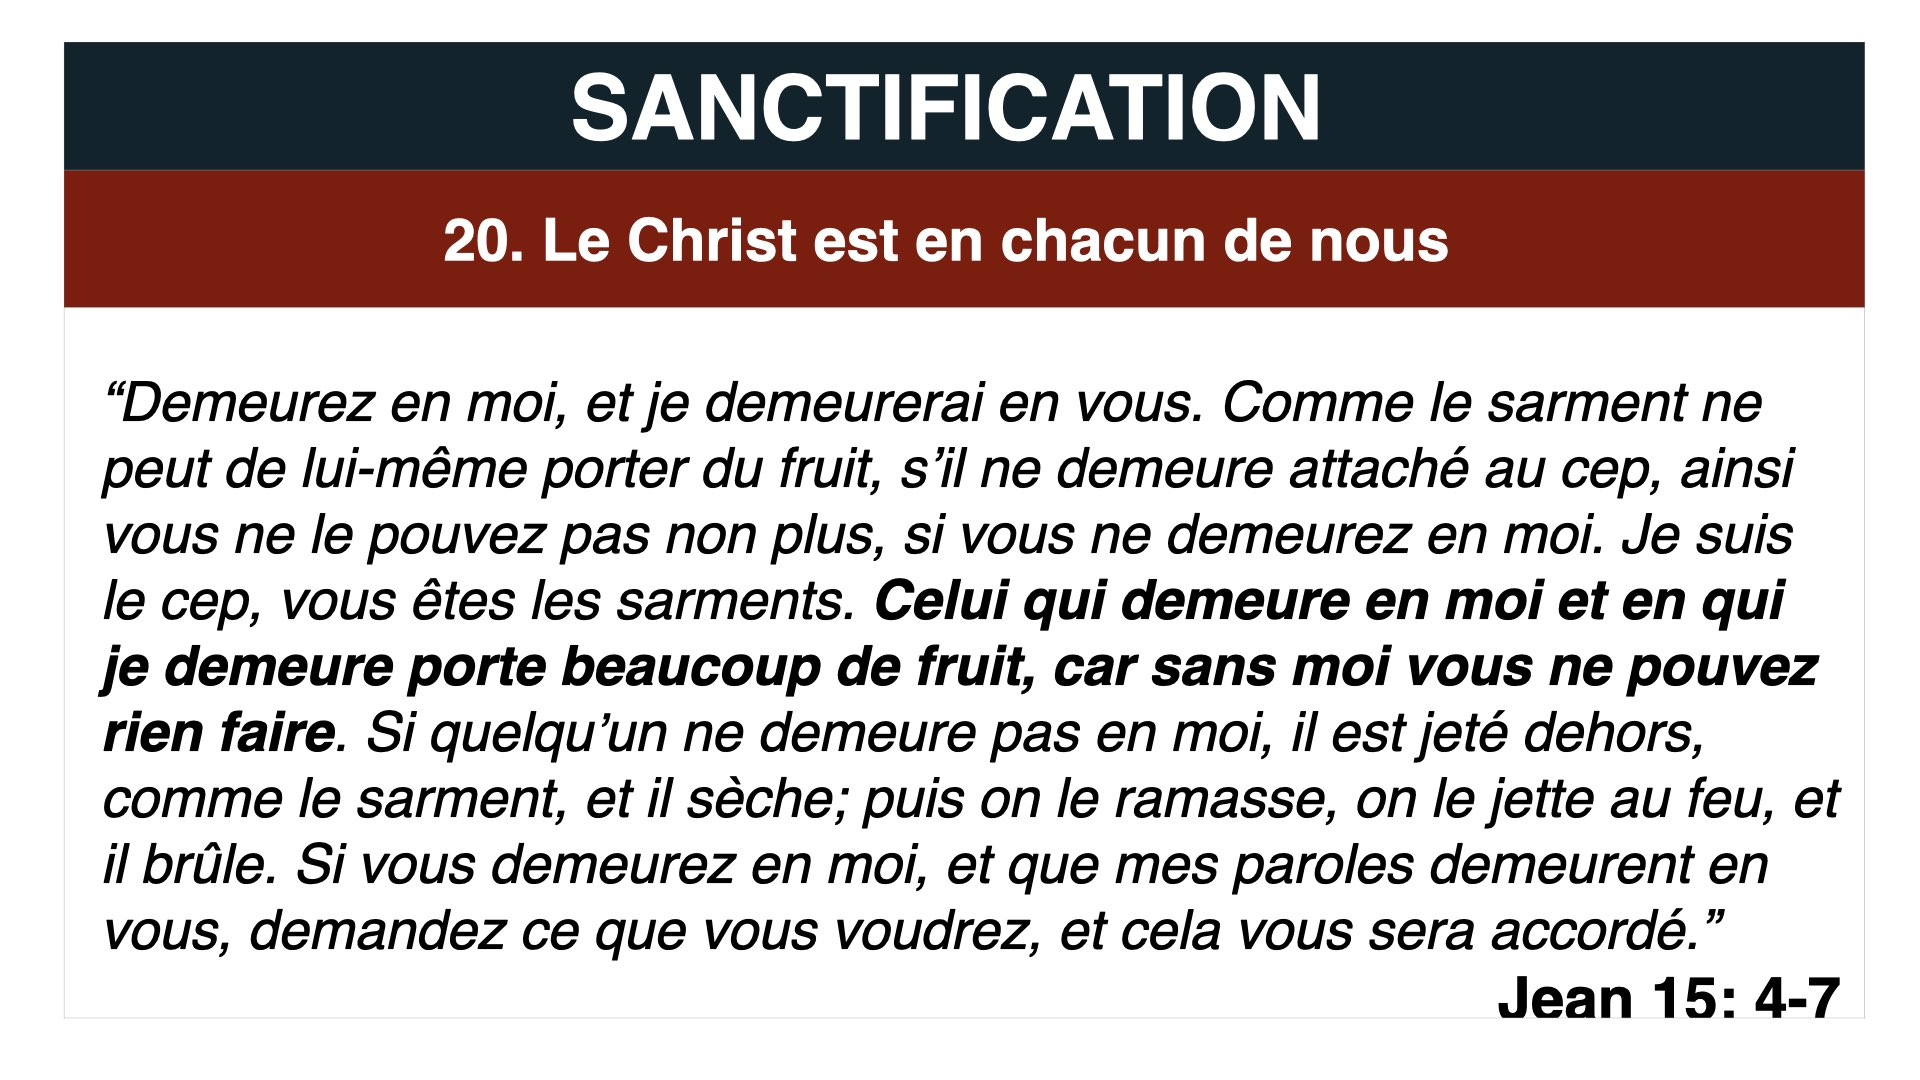 SANCTIFICATION
20. Le Christ est en chacun de nous
“Demeurez en moi, et je demeurerai en vous. Comme le sarment ne
peut de lui-même porter du fruit, s’il ne demeure attaché au cep, ainsi
vous ne le pouvez pas non plus, si vous ne demeurez en moi. Je suis
le cep, vous êtes les sarments. Celui qui demeure en moi et en qui
je demeure porte beaucoup de fruit, car sans moi vous ne pouvez
rien faire. Si quelqu’un ne demeure pas en moi, il est jeté dehors,
comme le sarment, et il sèche; puis on le ramasse, on le jette au feu, et
il brûle. Si vous demeurez en moi, et que mes paroles demeurent en
vous, demandez ce que vous voudrez, et cela vous sera accordé.”
Jean 15: 4-7